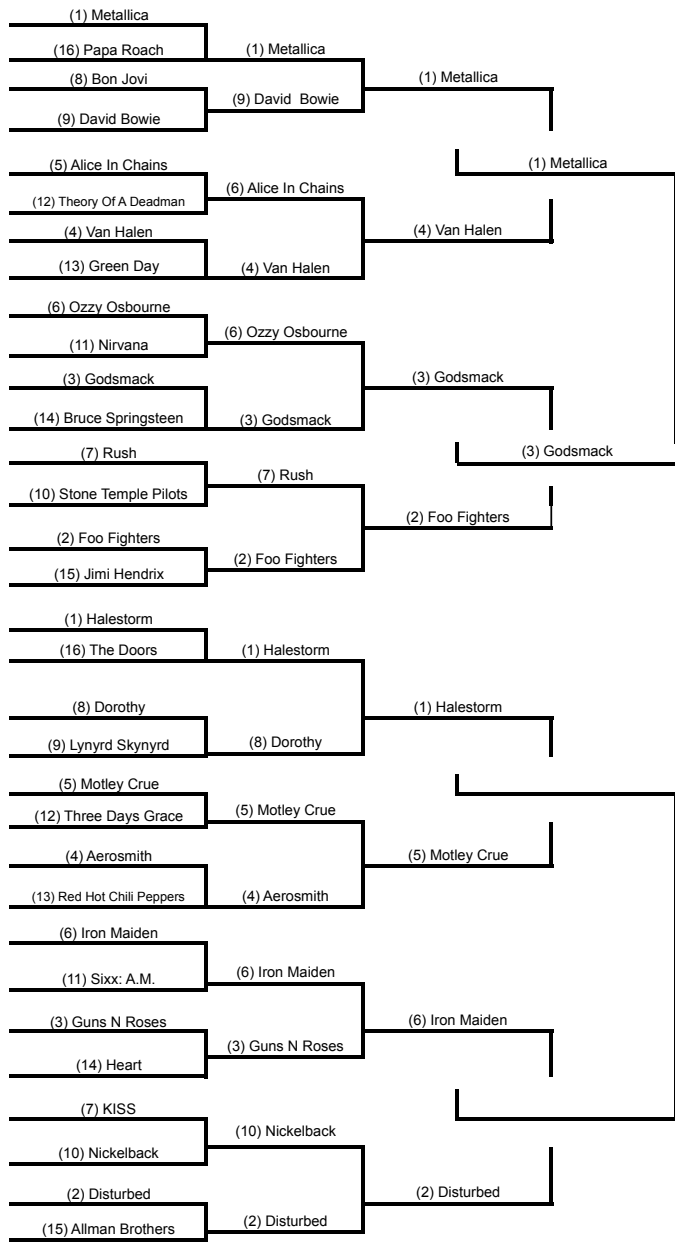 (1) Metallica
(16) Papa Roach
(1) Metallica
(8) Bon Jovi
(1) Metallica
(9) David  Bowie
(9) David Bowie
(5) Alice In Chains
(1) Metallica
(6) Alice In Chains
(12) Theory Of A Deadman
(4) Van Halen
(4) Van Halen
(13) Green Day
(4) Van Halen
(6) Ozzy Osbourne
(6) Ozzy Osbourne
(11) Nirvana
(3) Godsmack
(3) Godsmack
(14) Bruce Springsteen
(3) Godsmack
(7) Rush
(3) Godsmack
(7) Rush
(10) Stone Temple Pilots
(2) Foo Fighters
(2) Foo Fighters
(2) Foo Fighters
(15) Jimi Hendrix
(1) Halestorm
(16) The Doors
(1) Halestorm
(8) Dorothy
(1) Halestorm
(9) Lynyrd Skynyrd
(8) Dorothy
(5) Motley Crue
(12) Three Days Grace
(5) Motley Crue
(4) Aerosmith
(5) Motley Crue
(13) Red Hot Chili Peppers
(4) Aerosmith
(6) Iron Maiden
(11) Sixx: A.M.
(6) Iron Maiden
(3) Guns N Roses
(6) Iron Maiden
(3) Guns N Roses
(14) Heart
(7) KISS
(10) Nickelback
(10) Nickelback
(2) Disturbed
(2) Disturbed
(15) Allman Brothers
(2) Disturbed